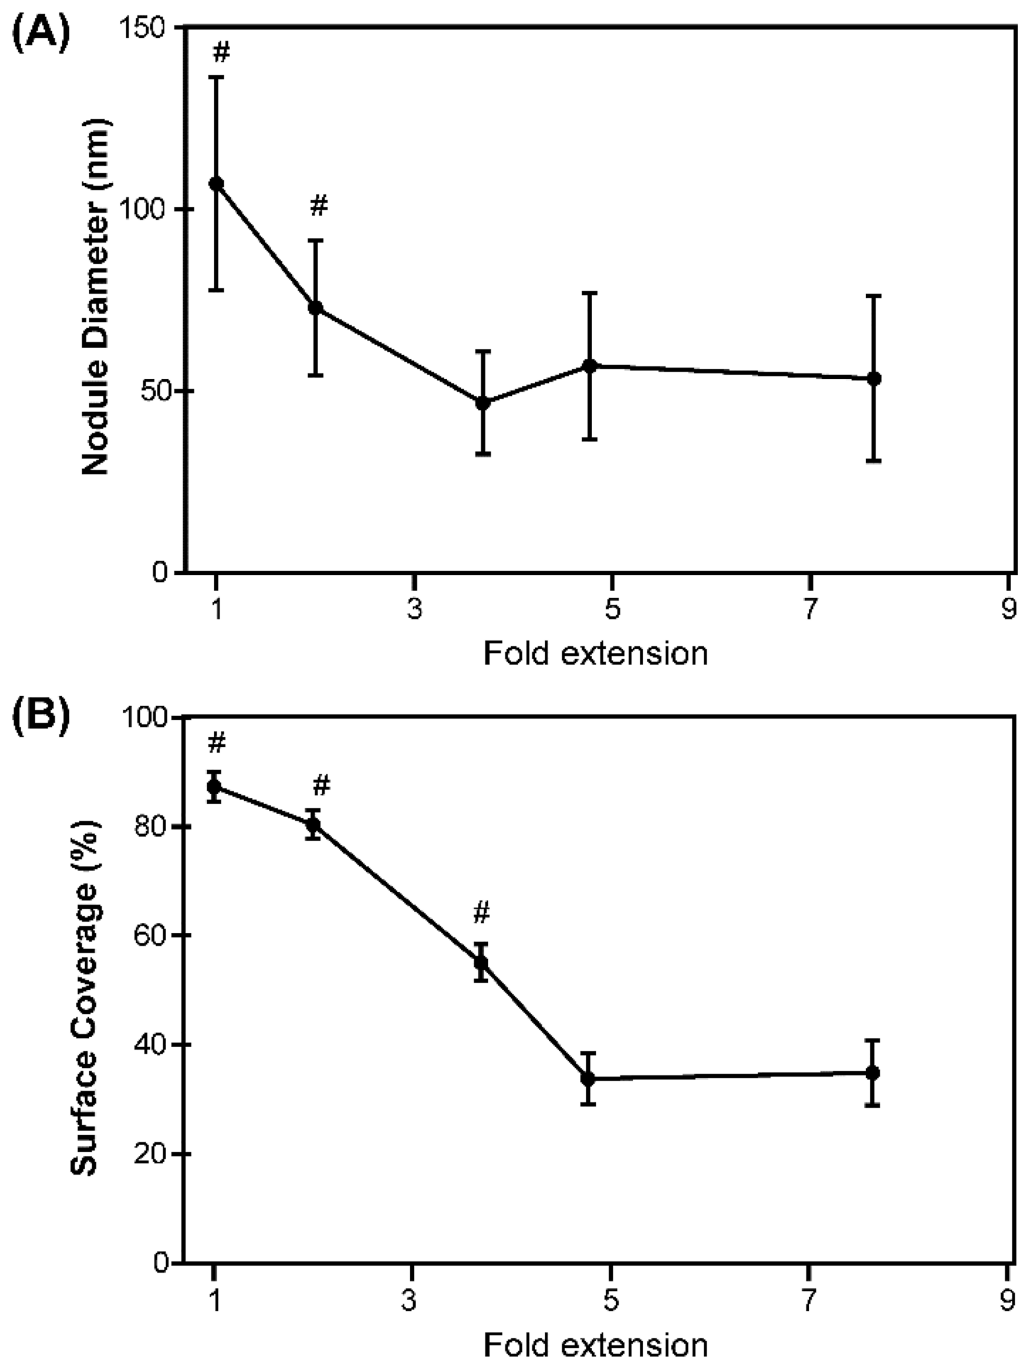 (A)
150
#
#
100
50
0
Nodule Diameter (nm)
1 3 5 7 9
Fold extension
(B)
100
#
#
80
#
60
40
20
0
Surface Coverage (%)
1 3 5 7 9
Fold extension